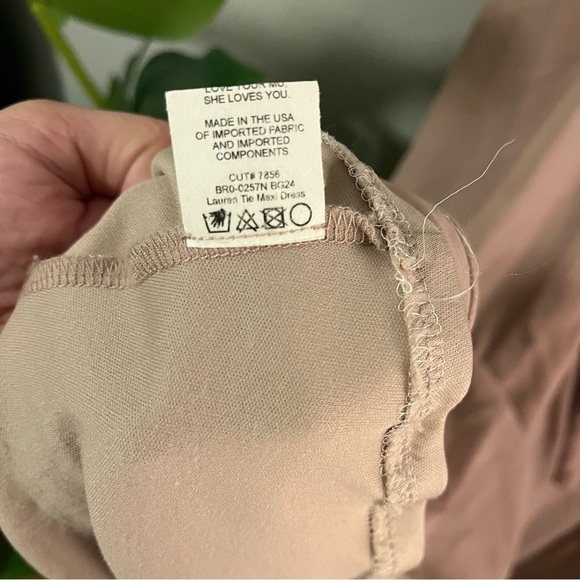 LOVE YOUR MU,
SHE LOVES YOU.
MADE IN THE USA
OF IMPORTED FABRIC
AND IMPORTED
COMPONENTS
CUT# 7856
BR0-0257N BG24
Lauren Tie Maxi Dress